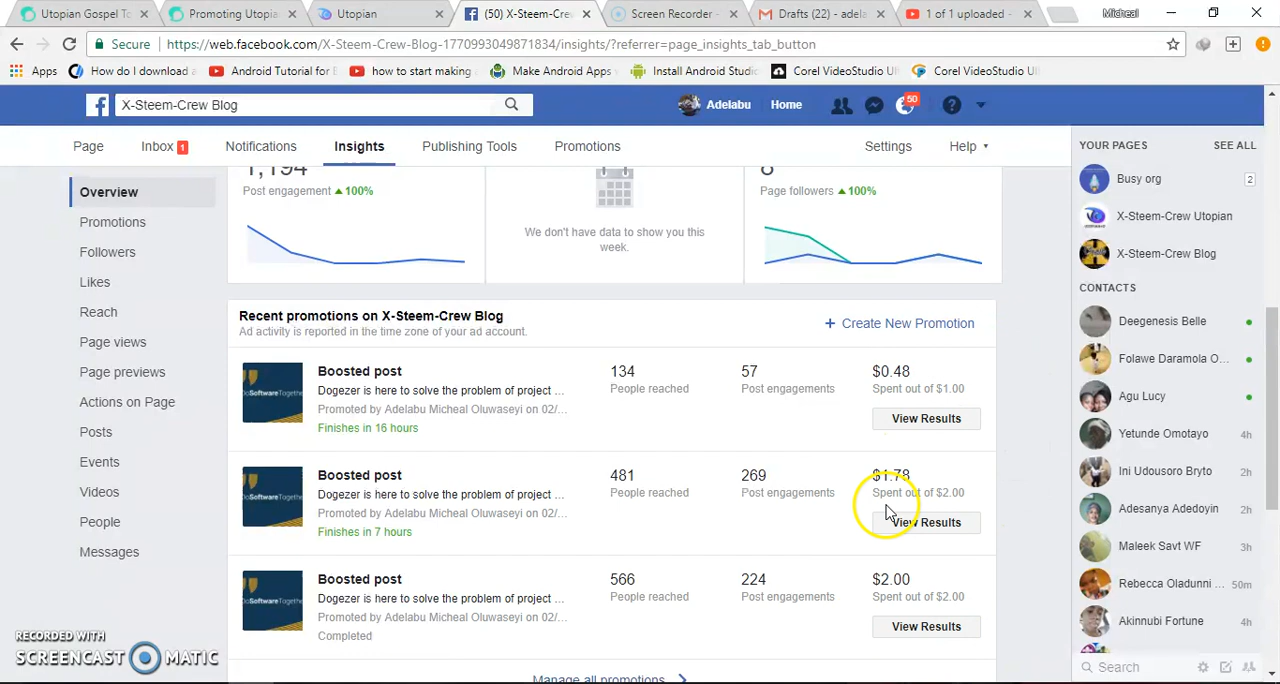 Utopian Gospel To
Promoting Utopia
Utopian
(50) X-Steem-Cre
Screen Recorder -
Drafts (22) - adela
1 of 1 uploaded -
Micheal
Secure
https://web.facebook.com/X-Steem-Crew-Blog-1770993049871834/insights/?referrer=page_insights_tab_button
Apps
How do I download
Android Tutorial for B
how to start making
Make Android Apps
Install Android Studi
Corel VideoStudio Ul
Corel VideoStudio Ul
X-Steem-Crew Blog
Adelabu
Home
50
Page
Inbox 1
Notifications
Insights
Publishing Tools
Promotions
Settings
Help
Overview
Promotions
Followers
Likes
Reach
Page views
Page previews
Actions on Page
Posts
Events
Videos
People
Messages
1,194
Post engagement ▲100%
We don't have data to show you this
week.
Page followers ▲100%
Recent promotions on X-Steem-Crew Blog
Ad activity is reported in the time zone of your ad account.
+ Create New Promotion
Boosted post
Dogezer is here to solve the problem of project ...
Promoted by Adelabu Micheal Oluwaseyi on 02/...
Finishes in 16 hours
134
People reached
57
Post engagements
$0.48
Spent out of $1.00
View Results
Boosted post
Dogezer is here to solve the problem of project ...
Promoted by Adelabu Micheal Oluwaseyi on 02/...
Finishes in 7 hours
481
People reached
269
Post engagements
$1.78
Spent out of $2.00
View Results
Boosted post
Dogezer is here to solve the problem of project ...
Promoted by Adelabu Micheal Oluwaseyi on 02/...
Completed
566
People reached
224
Post engagements
$2.00
Spent out of $2.00
View Results
Manage all promotions
YOUR PAGES
SEE ALL
Busy org
2
X-Steem-Crew Utopian
X-Steem-Crew Blog
CONTACTS
Deegenesis Belle
Folawe Daramola O...
Agu Lucy
Yetunde Omotayo 4h
Ini Udousoro Bryto 2h
Adesanya Adedoyin 2h
Maleek Savt WF 3h
Rebecca Oladunni ... 50m
Akinnubi Fortune 4h
Search
RECORDED WITH
SCREENCAST MATIC